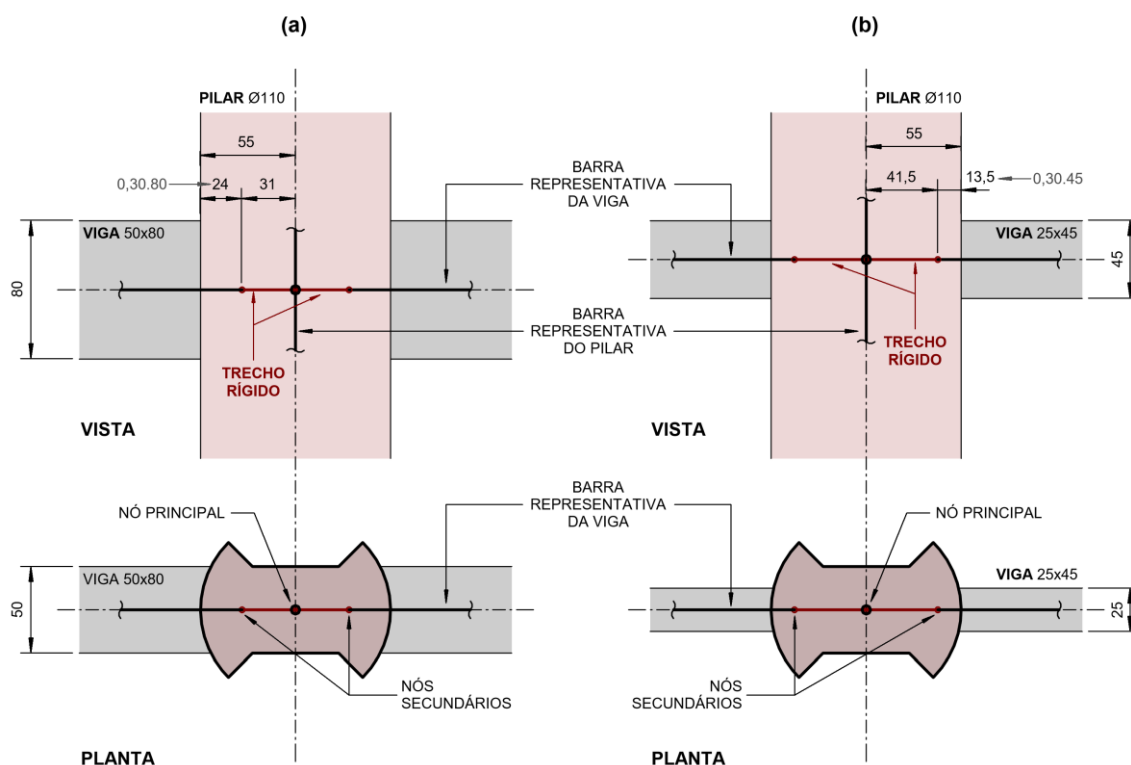 (a)
PILAR Ø110
55
0,30.80
24
31
BARRA
REPRESENTATIVA
DA VIGA
VIGA 50x80
80
BARRA
REPRESENTATIVA
DO PILAR
TRECHO
RÍGIDO
VISTA
NÓ PRINCIPAL
BARRA
REPRESENTATIVA
DA VIGA
VIGA 50x80
50
NÓS
SECUNDÁRIOS
PLANTA
(b)
PILAR Ø110
55
41,5
13,5
0,30.45
VIGA 25x45
45
TRECHO
RÍGIDO
VISTA
NÓ PRINCIPAL
VIGA 25x45
25
NÓS
SECUNDÁRIOS
PLANTA